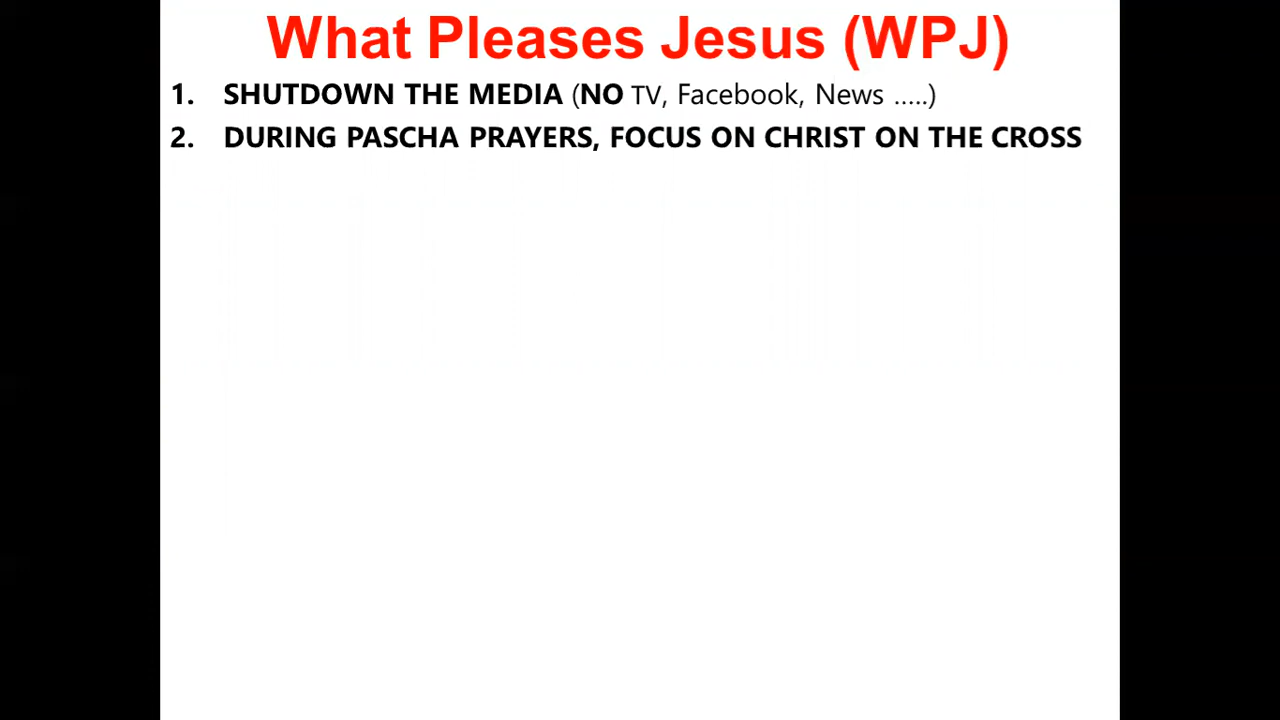 What Pleases Jesus (WPJ)
1. SHUTDOWN THE MEDIA (NO TV, Facebook, News .....)
2. DURING PASCHA PRAYERS, FOCUS ON CHRIST ON THE CROSS